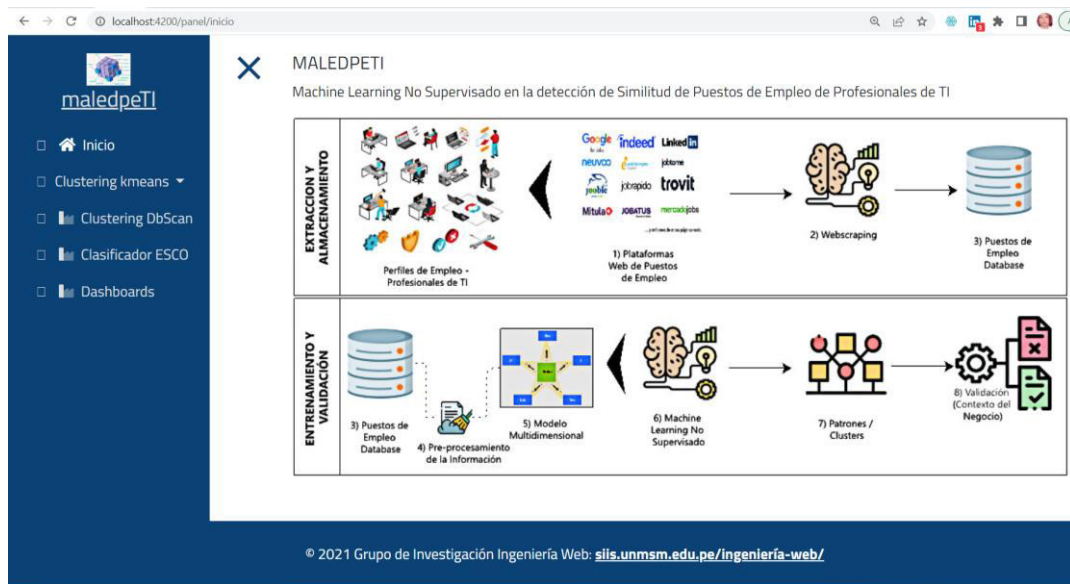 localhost:4200/panel/inicio
3
maledpeTI
Inicio
Clustering kmeans
Clustering DbScan
Clasificador ESCO
Dashboards
MALEDPETI
Machine Learning No Supervisado en la detección de Similitud de Puestos de Empleo de Profesionales de TI
EXTRACCION Y
ALMACENAMIENTO
Perfiles de Empleo -
Profesionales de TI
Google indeed Linked in
neuvoo jobtome
jooble jobrapido trovit
Mitula JOBATUS mercadojobs
1) Plataformas
Web de Puestos
de Empleo
2) Webscraping
3) Puestos de
Empleo
Database
ENTRENAMIENTO Y
VALIDACIÓN
3) Puestos de
Empleo
Database
4) Pre-procesamiento
de la Información
5) Modelo
Multidimensional
6) Machine
Learning No
Supervisado
7) Patrones /
Clusters
8) Validación
(Contexto del
Negocio)
© 2021 Grupo de Investigación Ingeniería Web: siis.unmsm.edu.pe/ingeniería-web/